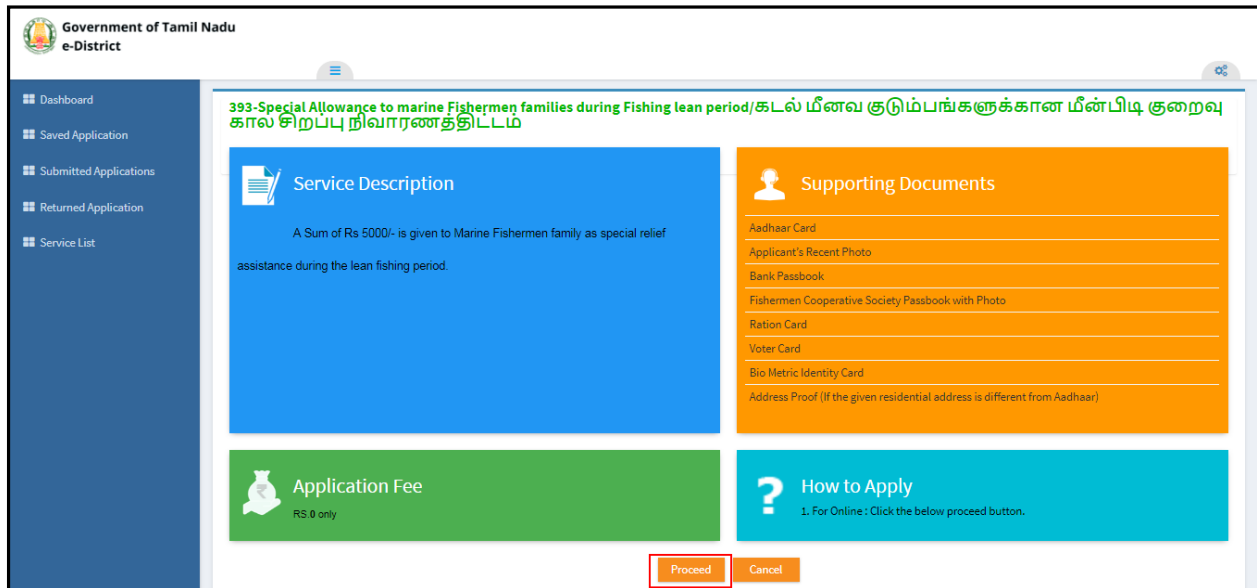 Government of Tamil Nadu
e-District
Dashboard
Saved Application
Submitted Applications
Returned Application
Service List
393-Special Allowance to marine Fishermen families during Fishing lean period/கடல் மீனவ குடும்பங்களுக்கான மீன்பிடி குறைவு
கால சிறப்பு நிவாரணத்திட்டம்
Service Description
A Sum of Rs 5000/- is given to Marine Fishermen family as special relief
assistance during the lean fishing period.
Supporting Documents
Aadhaar Card
Applicant's Recent Photo
Bank Passbook
Fishermen Cooperative Society Passbook with Photo
Ration Card
Voter Card
Bio Metric Identity Card
Address Proof (If the given residential address is different from Aadhaar)
Application Fee
RS.0 only
How to Apply
1. For Online : Click the below proceed button.
Proceed
Cancel